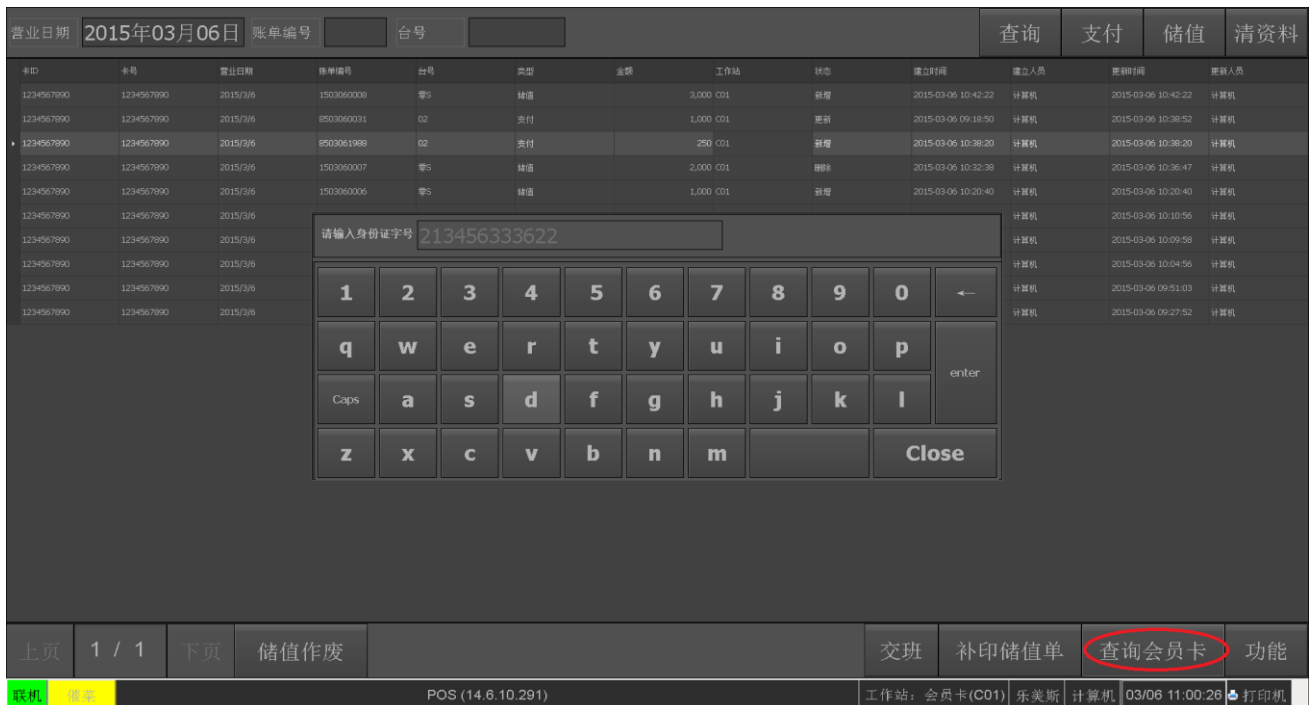 营业日期 2015年03月06日 账单编号 台号 查询 支付 储值 清资料
卡ID 卡号 营业日期 账单编号 台号 类型 金额 工作站 状态 建立时间 建立人员 更新时间 更新人员
1234567890 1234567890 2015/3/6 1503060008 零S 储值 3,000 C01 新增 2015-03-06 10:42:22 计算机 2015-03-06 10:42:22 计算机
1234567890 1234567890 2015/3/6 8503060031 02 支付 1,000 C01 更新 2015-03-06 09:18:50 计算机 2015-03-06 10:38:52 计算机
1234567890 1234567890 2015/3/6 8503061988 02 支付 250 C01 新增 2015-03-06 10:38:20 计算机 2015-03-06 10:38:20 计算机
1234567890 1234567890 2015/3/6 1503060007 零S 储值 2,000 C01 删除 2015-03-06 10:32:38 计算机 2015-03-06 10:36:47 计算机
1234567890 1234567890 2015/3/6 1503060006 零S 储值 1,000 C01 新增 2015-03-06 10:20:40 计算机 2015-03-06 10:20:40 计算机
1234567890 1234567890 2015/3/6 计算机 2015-03-06 10:10:56 计算机
1234567890 1234567890 2015/3/6 计算机 2015-03-06 10:09:58 计算机
1234567890 1234567890 2015/3/6 计算机 2015-03-06 10:04:56 计算机
1234567890 1234567890 2015/3/6 计算机 2015-03-06 09:51:03 计算机
1234567890 1234567890 2015/3/6 计算机 2015-03-06 09:27:52 计算机
请输入身份证字号 213456333622
1 2 3 4 5 6 7 8 9 0 ←
q w e r t y u i o p
enter
Caps a s d f g h j k l
z x c v b n m Close
上页 1 / 1 下页 储值作废 交班 补印储值单 查询会员卡 功能
联机 催菜 POS (14.6.10.291) 工作站：会员卡(C01) 乐美斯 计算机 03/06 11:00:26 打印机